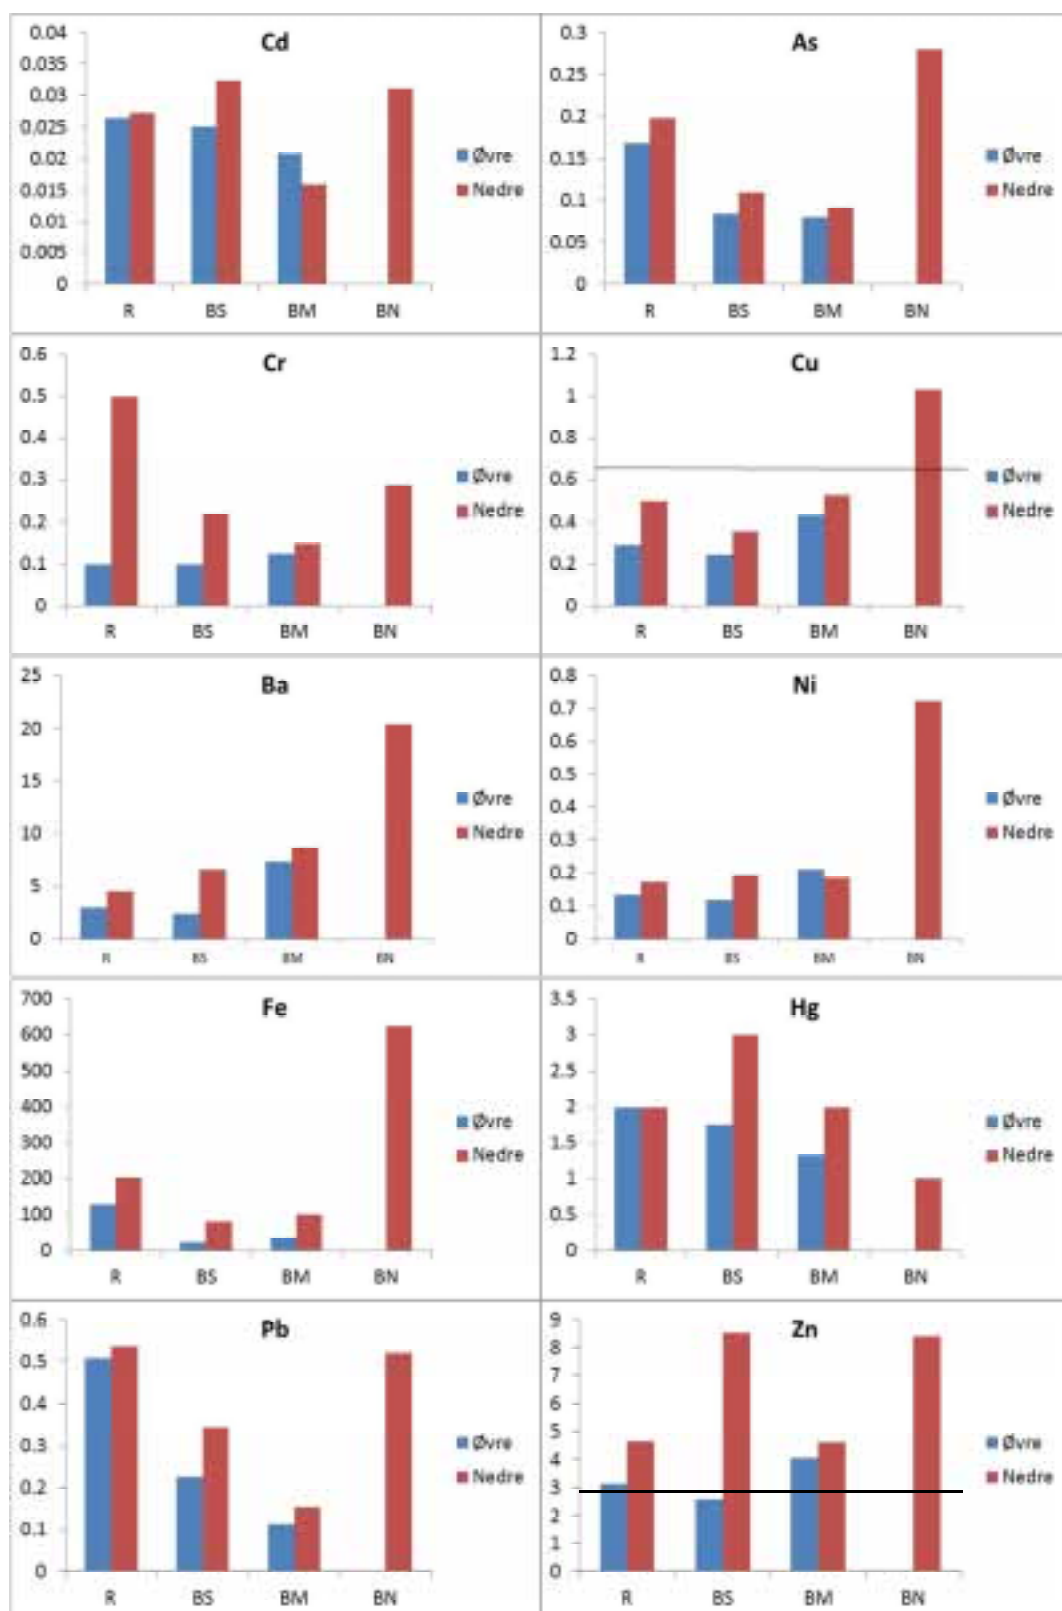 Cd
0.04
0.035
0.03
0.025
0.02
0.015
0.01
0.005
0
R BS BM BN
Øvre
Nedre
As
0.3
0.25
0.2
0.15
0.1
0.05
0
R BS BM BN
Øvre
Nedre
Cr
0.6
0.5
0.4
0.3
0.2
0.1
0
R BS BM BN
Øvre
Nedre
Cu
1.2
1
0.8
0.6
0.4
0.2
0
R BS BM BN
Øvre
Nedre
Ba
25
20
15
10
5
0
R BS BM BN
Øvre
Nedre
Ni
0.8
0.7
0.6
0.5
0.4
0.3
0.2
0.1
0
R BS BM BN
Øvre
Nedre
Fe
700
600
500
400
300
200
100
0
R BS BM BN
Øvre
Nedre
Hg
3.5
3
2.5
2
1.5
1
0.5
0
R BS BM BN
Øvre
Nedre
Pb
0.6
0.5
0.4
0.3
0.2
0.1
0
R BS BM BN
Øvre
Nedre
Zn
9
8
7
6
5
4
3
2
1
0
R BS BM BN
Øvre
Nedre